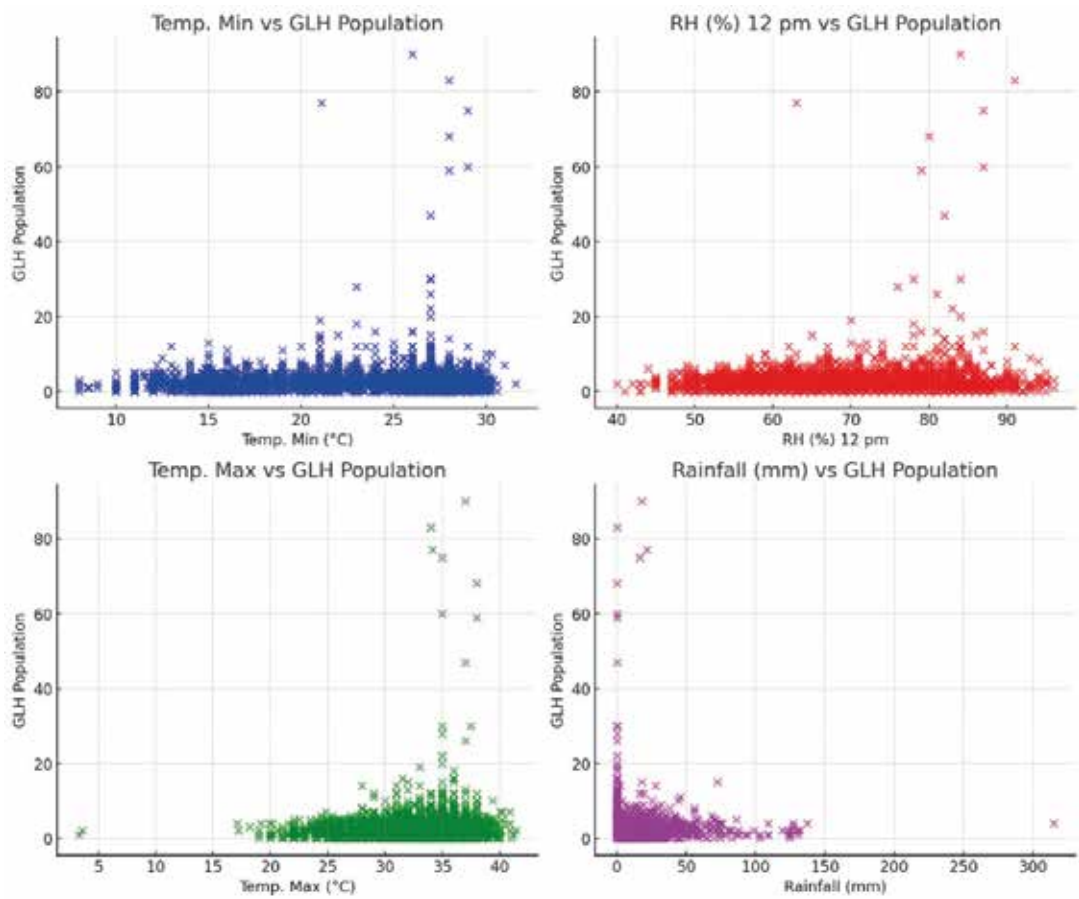 Temp. Min vs GLH Population
GLH Population
80
60
40
20
0
10 15 20 25 30
Temp. Min (°C)
RH (%) 12 pm vs GLH Population
GLH Population
80
60
40
20
0
40 50 60 70 80 90
RH (%) 12 pm
Temp. Max vs GLH Population
GLH Population
80
60
40
20
0
5 10 15 20 25 30 35 40
Temp. Max (°C)
Rainfall (mm) vs GLH Population
GLH Population
80
60
40
20
0
0 50 100 150 200 250 300
Rainfall (mm)